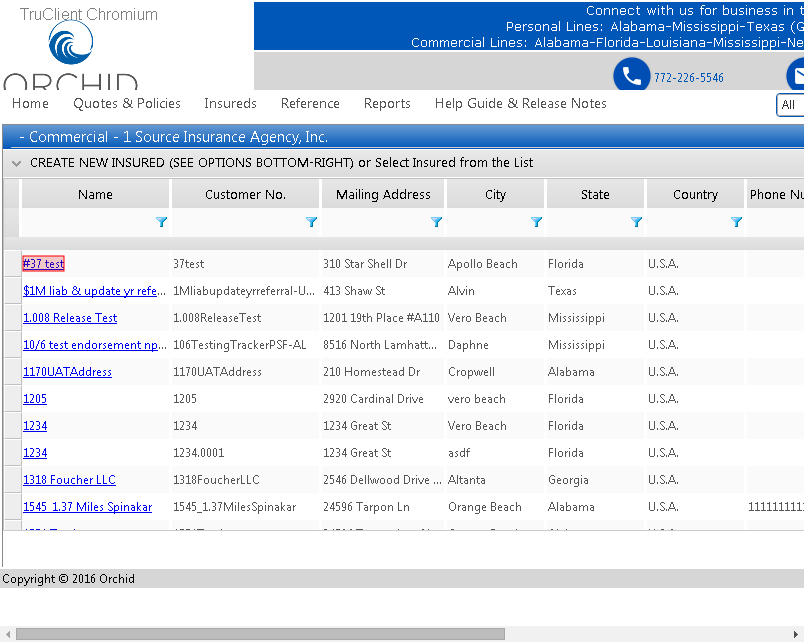 TruClient Chromium
Connect with us for business in t
Personal Lines: Alabama-Mississippi-Texas (G
Commercial Lines: Alabama-Florida-Louisiana-Mississippi-Ne
ORCHID
772-226-5546
Home Quotes & Policies Insureds Reference Reports Help Guide & Release Notes All
- Commercial - 1 Source Insurance Agency, Inc.
CREATE NEW INSURED (SEE OPTIONS BOTTOM-RIGHT) or Select Insured from the List
Name Customer No. Mailing Address City State Country Phone Nu
#37 test 37test 310 Star Shell Dr Apollo Beach Florida U.S.A.
$1M liab & update yr refe... 1Mliabupdateyrreferral-U... 413 Shaw St Alvin Texas U.S.A.
1.008 Release Test 1.008ReleaseTest 1201 19th Place #A110 Vero Beach Mississippi U.S.A.
10/6 test endorsement np... 106TestingTrackerPSF-AL 8516 North Lamhatt... Daphne Mississippi U.S.A.
1170UATAddress 1170UATAddress 210 Homestead Dr Cropwell Alabama U.S.A.
1205 1205 2920 Cardinal Drive vero beach Florida U.S.A.
1234 1234 1234 Great St Vero Beach Florida U.S.A.
1234 1234.0001 1234 Great St asdf Florida U.S.A.
1318 Foucher LLC 1318FoucherLLC 2546 Dellwood Drive ... Altanta Georgia U.S.A.
1545_1.37 Miles Spinakar 1545_1.37MilesSpinakar 24596 Tarpon Ln Orange Beach Alabama U.S.A. 1111111111
Copyright © 2016 Orchid